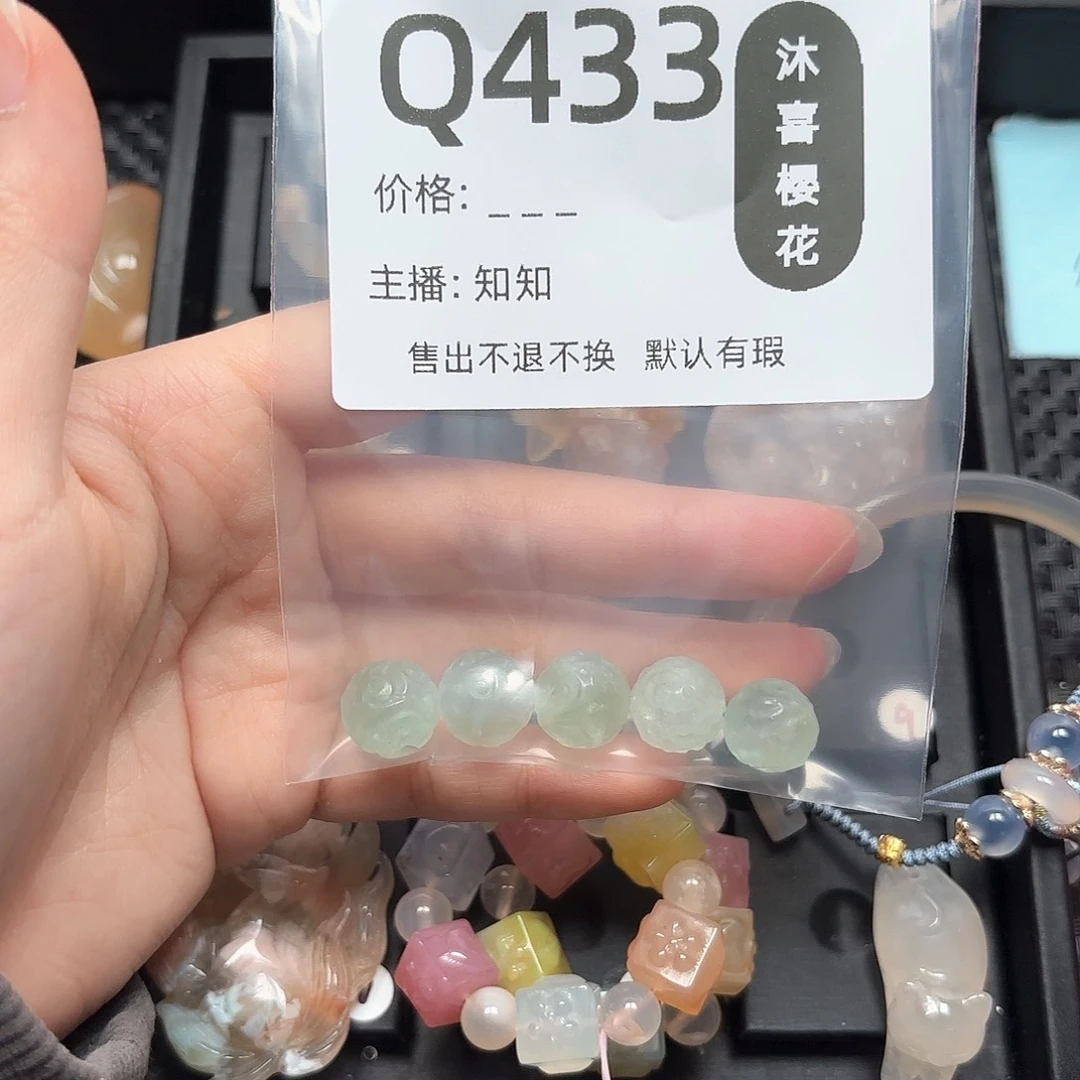 Q433
沐喜樱花
价格: _ _ _
主播: 知知
售出不退不换 默认有瑕
9